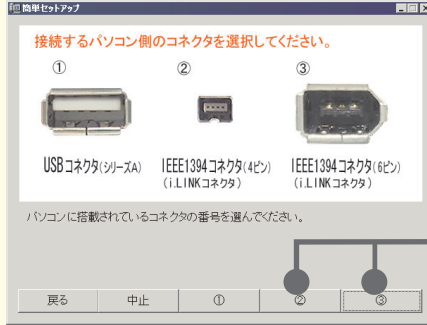 簡単セットアップ
接続するパソコン側のコネクタを選択してください。
① ② ③
USBコネクタ(シリーズA) IEEE1394コネクタ(4ピン) IEEE1394コネクタ(6ピン)
(i.LINKコネクタ) (i.LINKコネクタ)
パソコンに搭載されているコネクタの番号を選んでください。
戻る 中止 ① ② ③